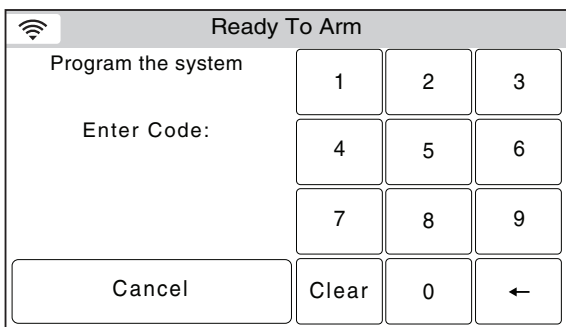 Ready To Arm
Program the system
Enter Code:
1 2 3
4 5 6
7 8 9
Cancel Clear 0 ←